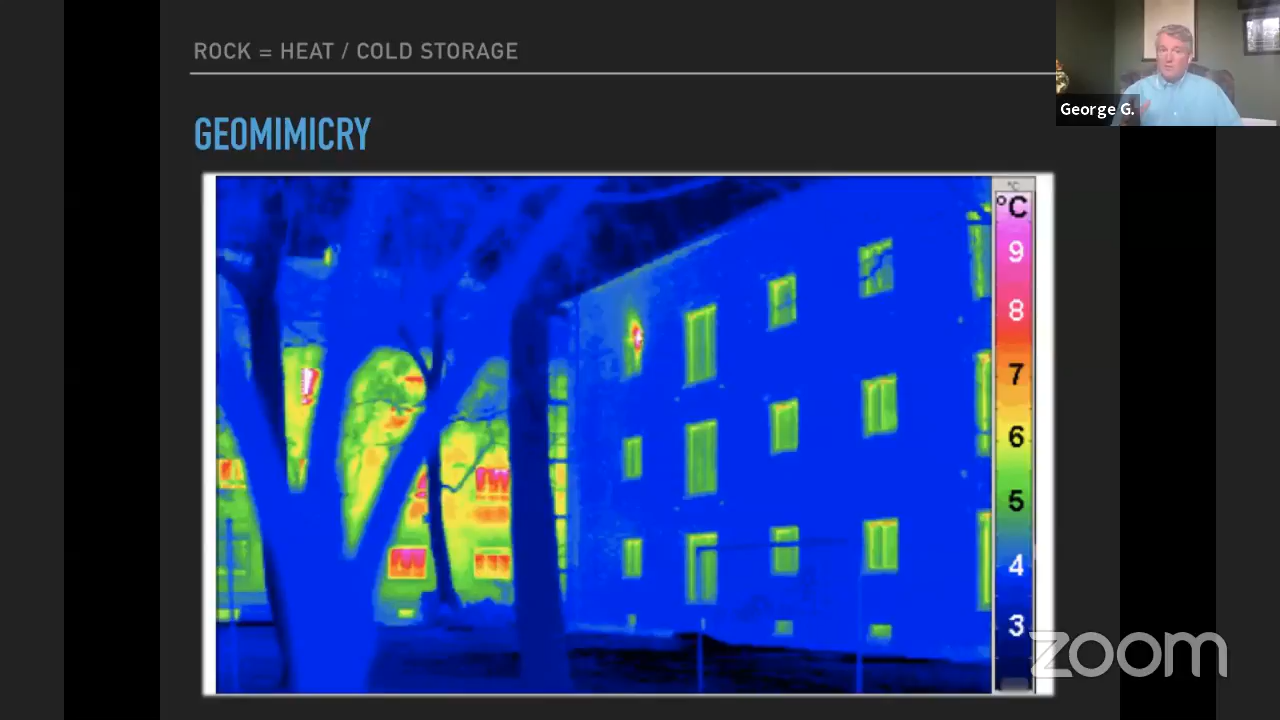 ROCK = HEAT / COLD STORAGE
George G.
GEOMIMICRY
°C
°C
9
8
7
6
5
4
3
zoom